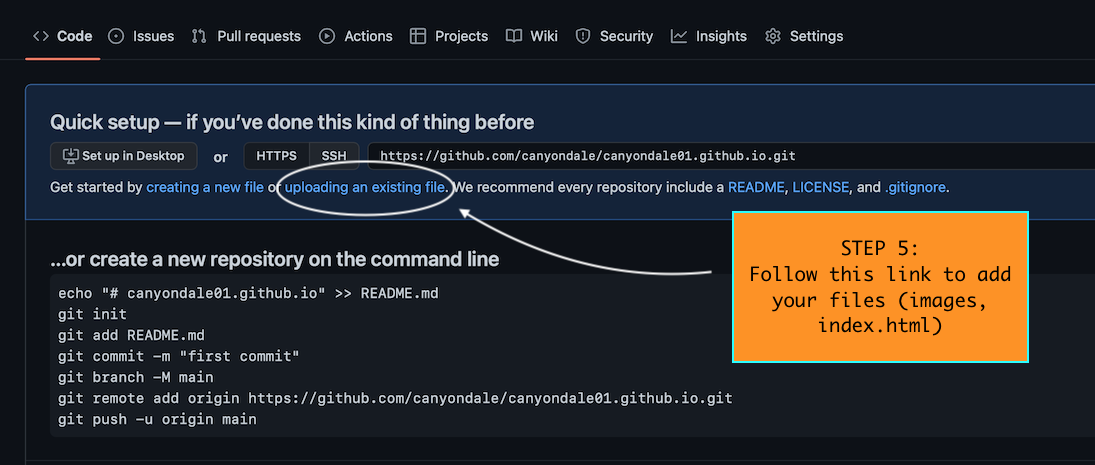 Code Issues Pull requests Actions Projects Wiki Security Insights Settings
Quick setup — if you’ve done this kind of thing before
Set up in Desktop or HTTPS SSH https://github.com/canyondale/canyondale01.github.io.git
Get started by creating a new file or uploading an existing file. We recommend every repository include a README, LICENSE, and .gitignore.
STEP 5:
Follow this link to add
your files (images,
index.html)
…or create a new repository on the command line
echo "# canyondale01.github.io" >> README.md
git init
git add README.md
git commit -m "first commit"
git branch -M main
git remote add origin https://github.com/canyondale/canyondale01.github.io.git
git push -u origin main